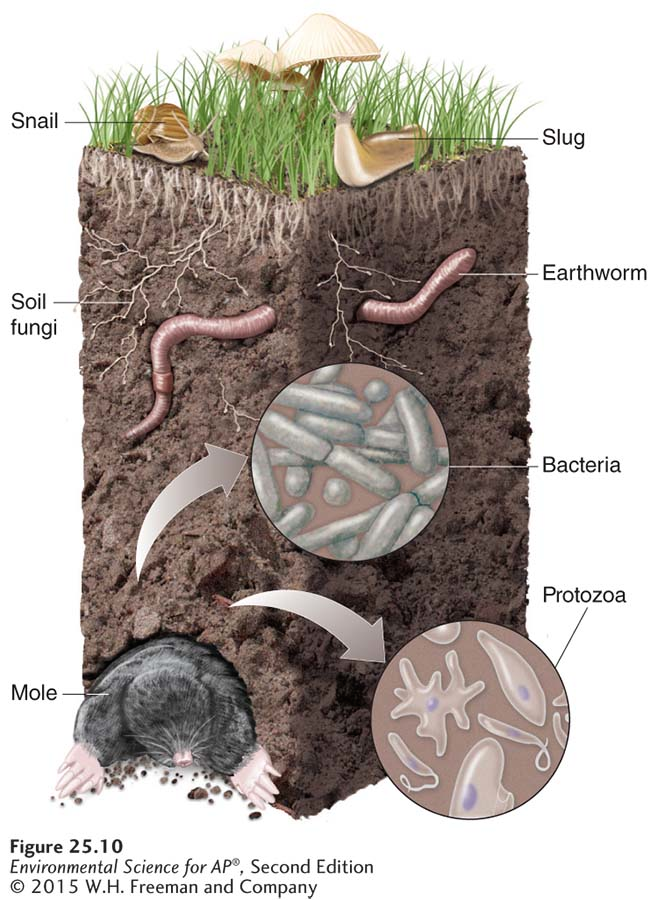 Snail
Slug
Earthworm
Soil
fungi
Bacteria
Protozoa
Mole
Figure 25.10
Environmental Science for AP®, Second Edition
© 2015 W.H. Freeman and Company